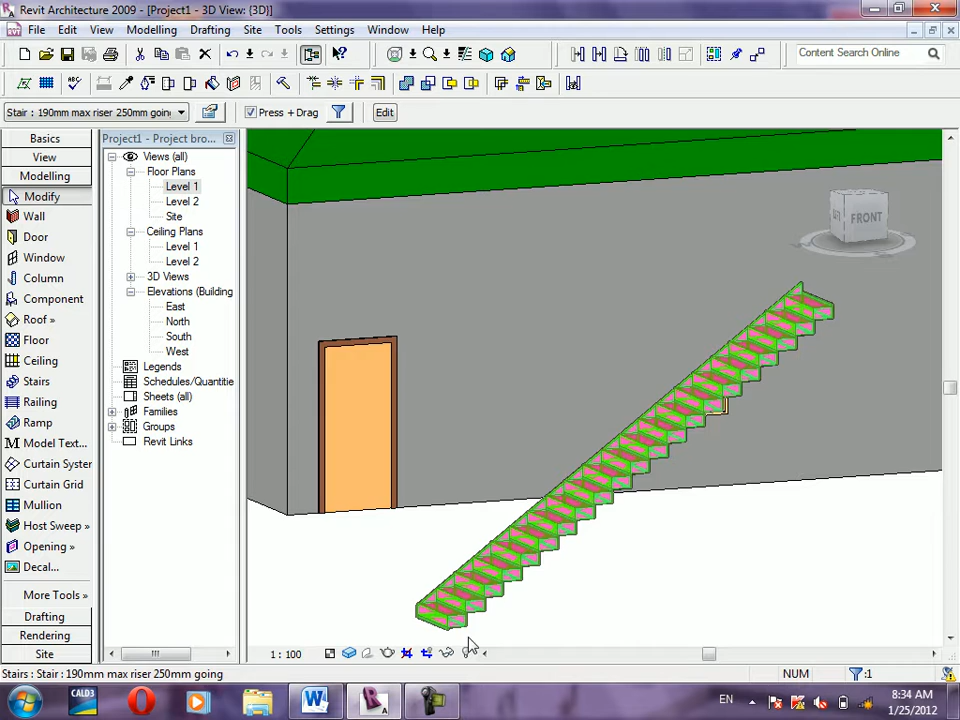 Revit Architecture 2009 - [Project1 - 3D View: {3D}]
File Edit View Modelling Drafting Site Tools Settings Window Help
Content Search Online
Stair : 190mm max riser 250mm going
Press + Drag
Edit
Basics
View
Modelling
Modify
Wall
Door
Window
Column
Component
Roof »
Floor
Ceiling
Stairs
Railing
Ramp
Model Text...
Curtain Syster
Curtain Grid
Mullion
Host Sweep »
Opening »
Decal...
More Tools »
Drafting
Rendering
Site
Project1 - Project brow...
Views (all)
Floor Plans
Level 1
Level 2
Site
Ceiling Plans
Level 1
Level 2
3D Views
Elevations (Building
East
North
South
West
Legends
Schedules/Quantitie
Sheets (all)
Families
Groups
Revit Links
FRONT
1 : 100
Stairs : Stair : 190mm max riser 250mm going
NUM
:1
CALD3
EN
8:34 AM
1/25/2012